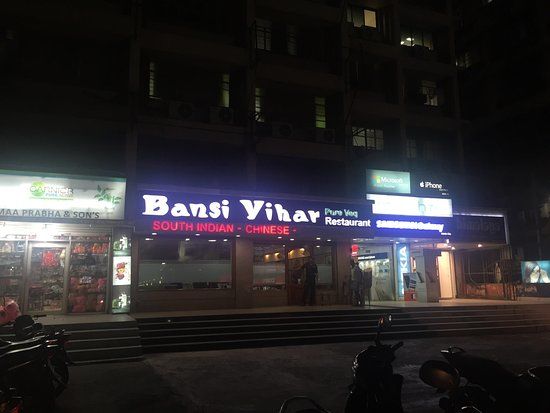 GARNIER
MAA PRABHA & SON'S
Bansi Vihar
Pure Veg
Restaurant
SOUTH INDIAN - CHINESE -
Microsoft
iPhone
SAMSUNG